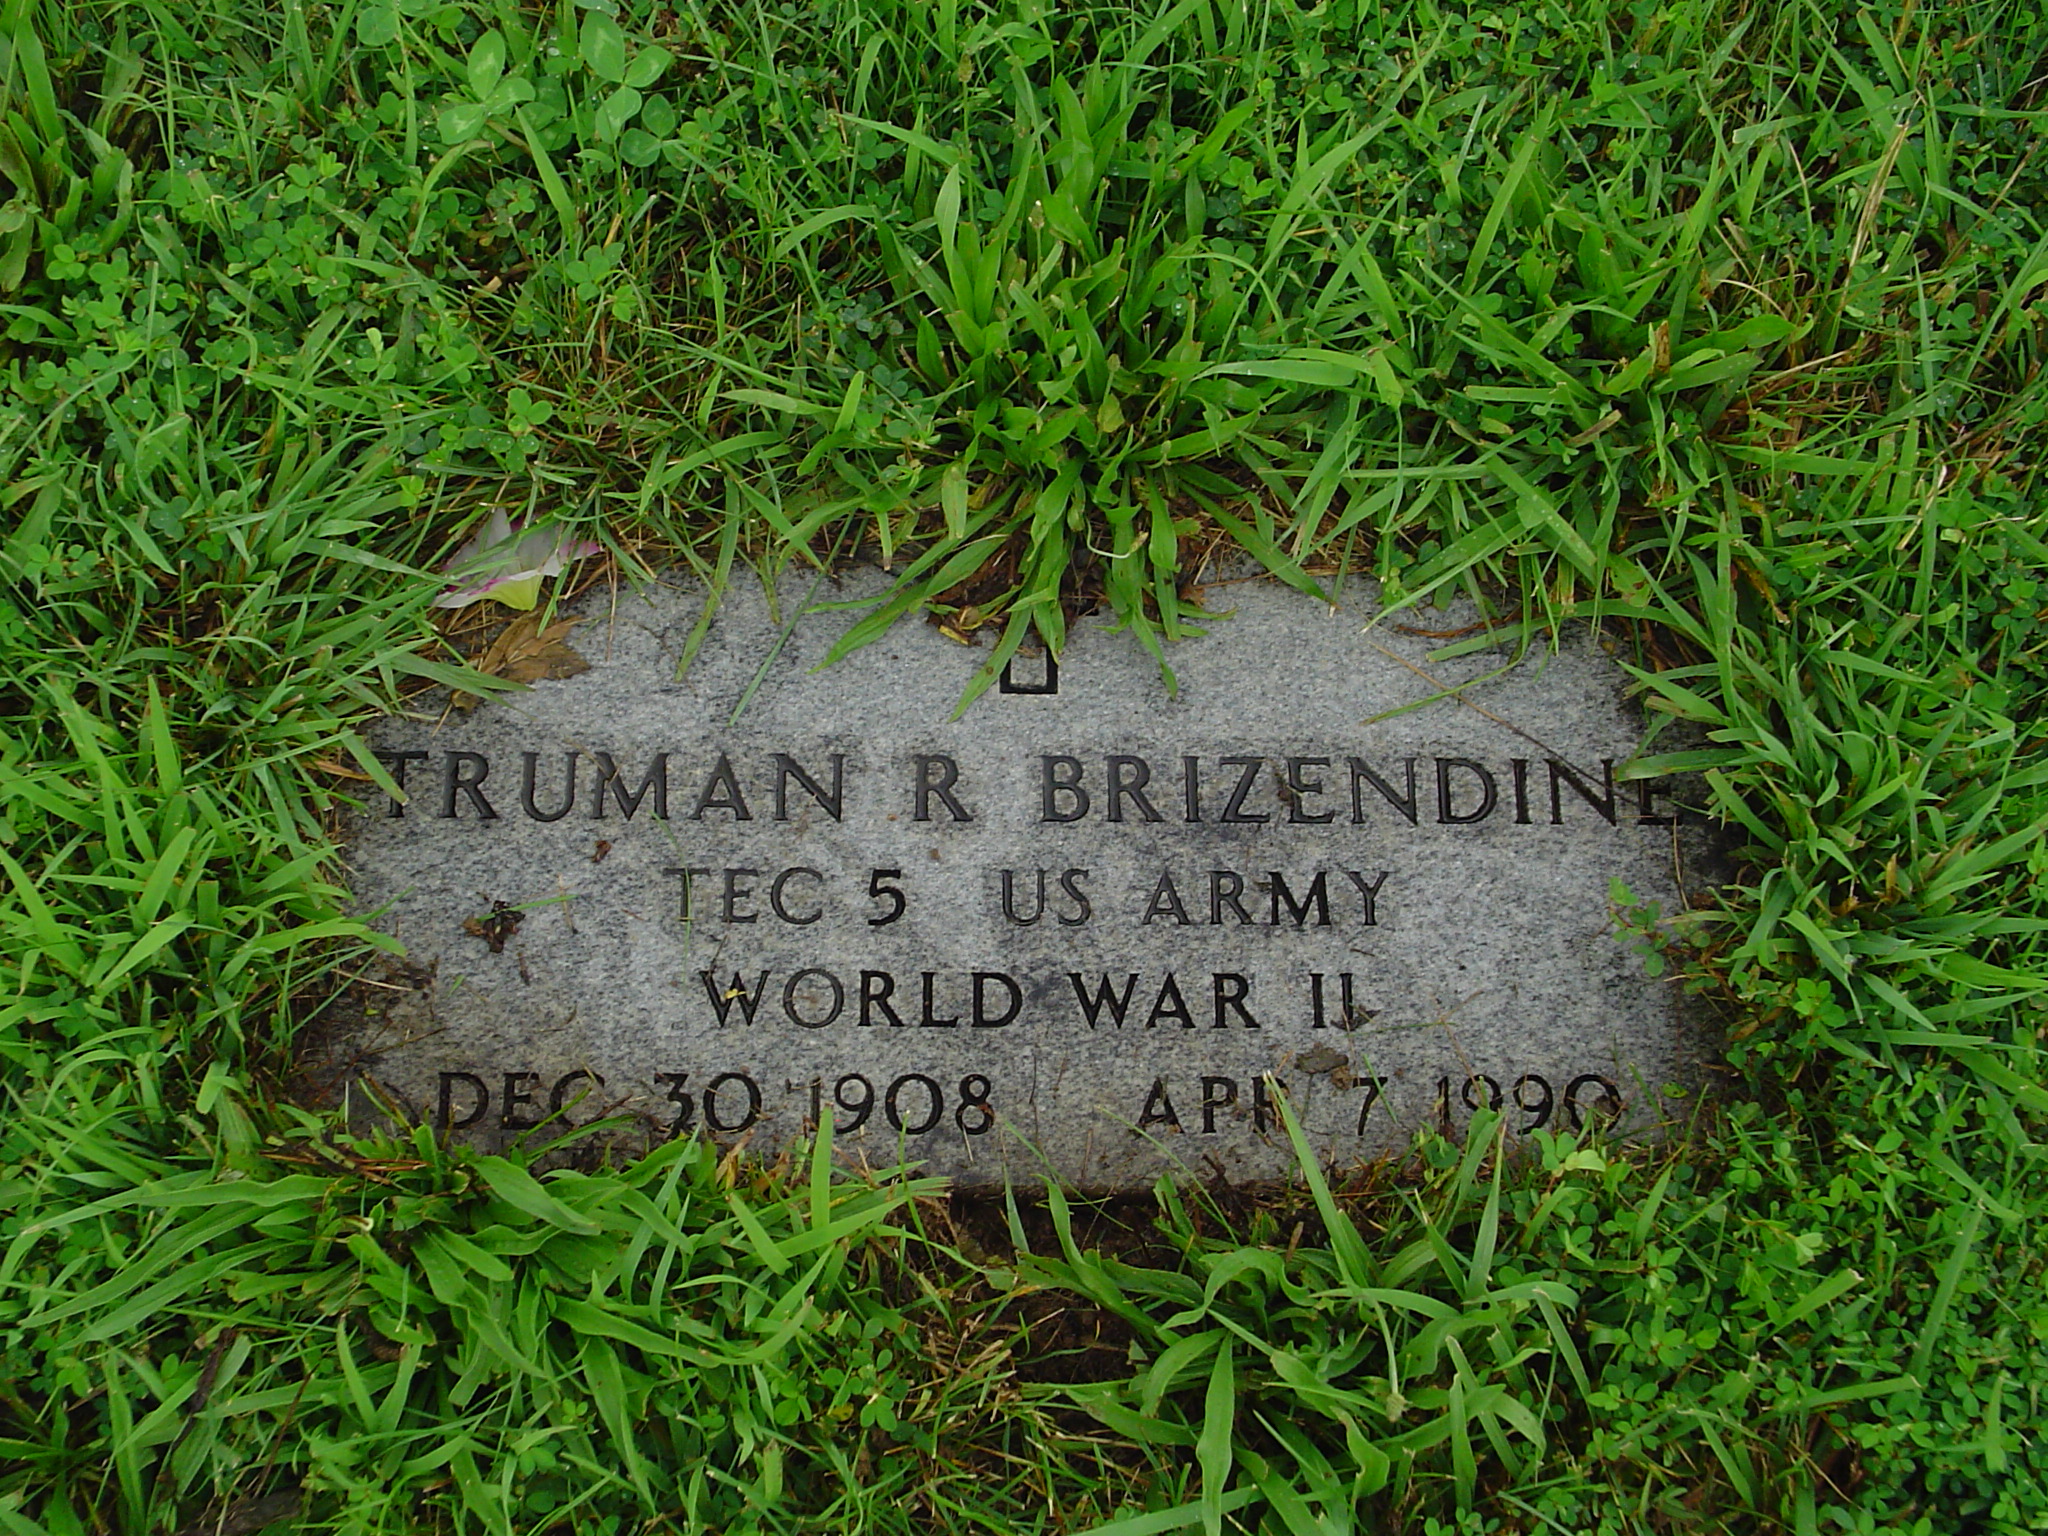 TRUMAN R BRIZENDINE
TEC 5 US ARMY
WORLD WAR II
DEC 30 1908 APR 7 1990